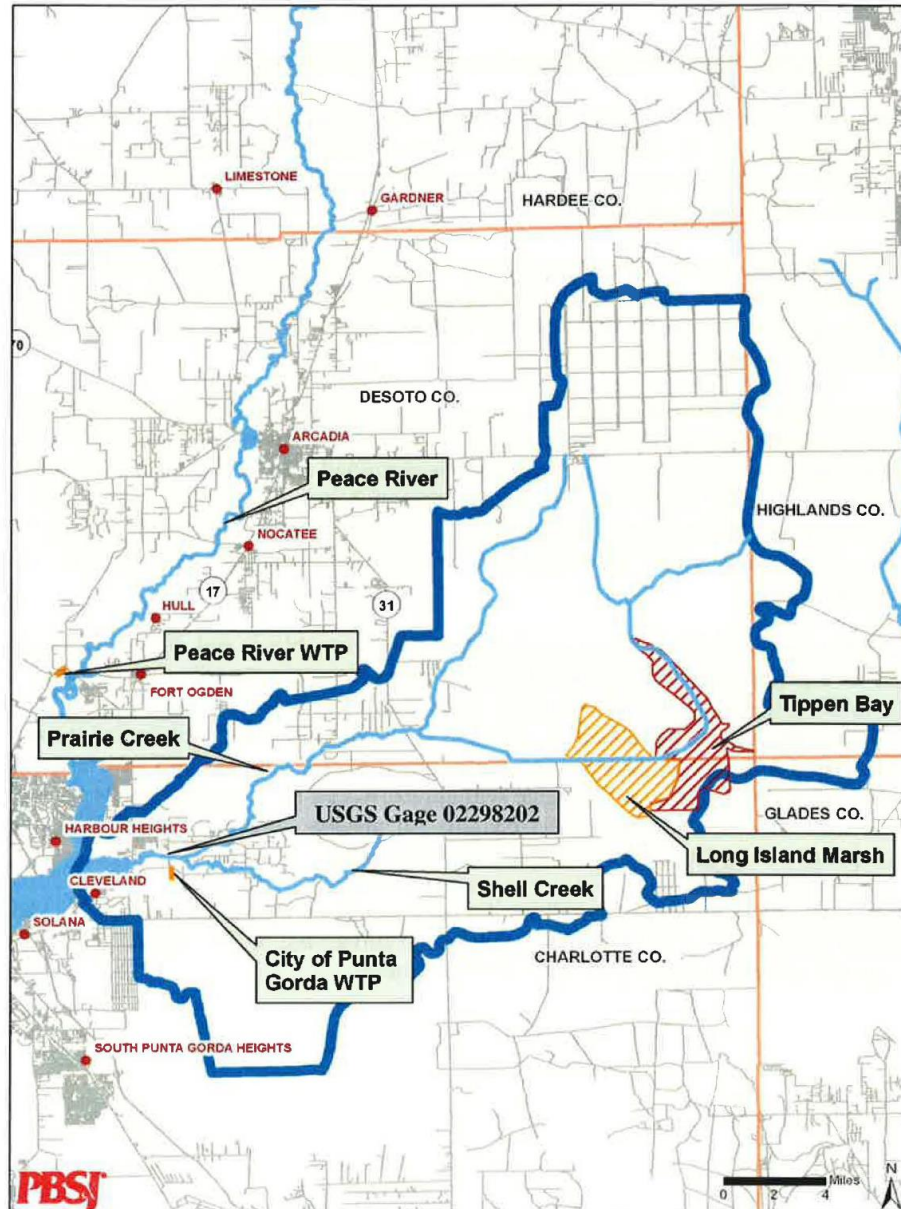 LIMESTONE
GARDNER
HARDEE CO.
70
DESOTO CO.
ARCADIA
Peace River
HIGHLANDS CO.
NOCATEE
17
31
HULL
Peace River WTP
FORT OGDEN
Tippen Bay
Prairie Creek
USGS Gage 02298202
GLADES CO.
HARBOUR HEIGHTS
Long Island Marsh
CLEVELAND
Shell Creek
SOLANA
City of Punta
Gorda WTP
CHARLOTTE CO.
SOUTH PUNTA GORDA HEIGHTS
PBSJ
Miles
0 2 4
N